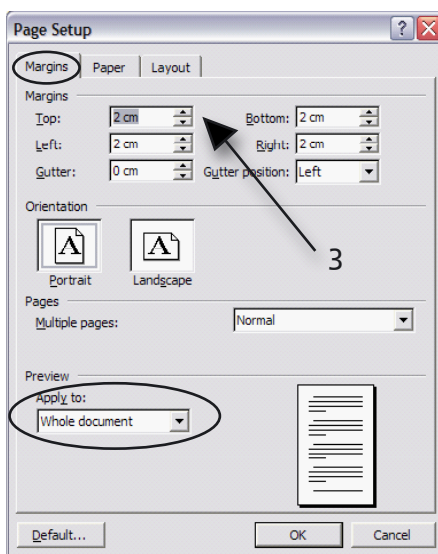 Page Setup
Margins Paper Layout
Margins
Top: 2 cm Bottom: 2 cm
Left: 2 cm Right: 2 cm
Gutter: 0 cm Gutter position: Left
3
Orientation
A A
Portrait Landscape
Pages
Multiple pages: Normal
Preview
Apply to:
Whole document
Default... OK Cancel